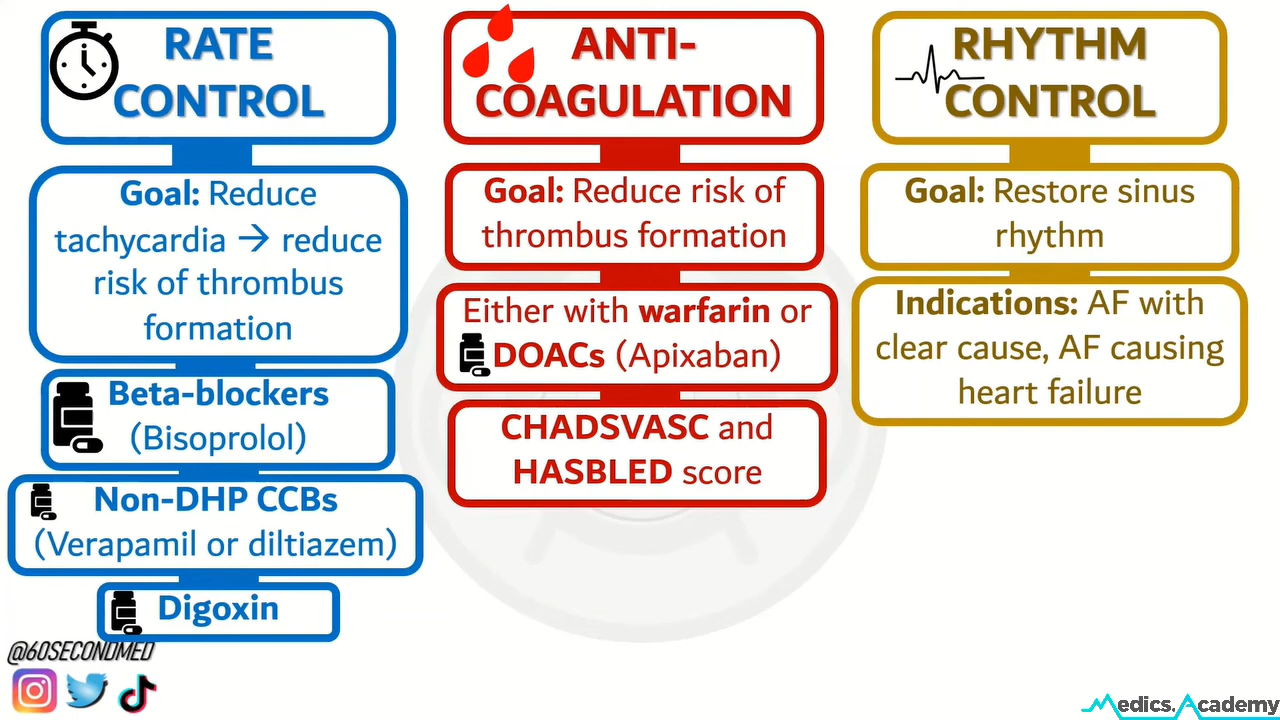 RATE
CONTROL
Goal: Reduce
tachycardia → reduce
risk of thrombus
formation
Beta-blockers
(Bisoprolol)
Non-DHP CCBs
(Verapamil or diltiazem)
Digoxin
@60SECONDMED
ANTI-
COAGULATION
Goal: Reduce risk of
thrombus formation
Either with warfarin or
DOACs (Apixaban)
CHADSVASC and
HASBLED score
RHYTHM
CONTROL
Goal: Restore sinus
rhythm
Indications: AF with
clear cause, AF causing
heart failure
Medics.Academy